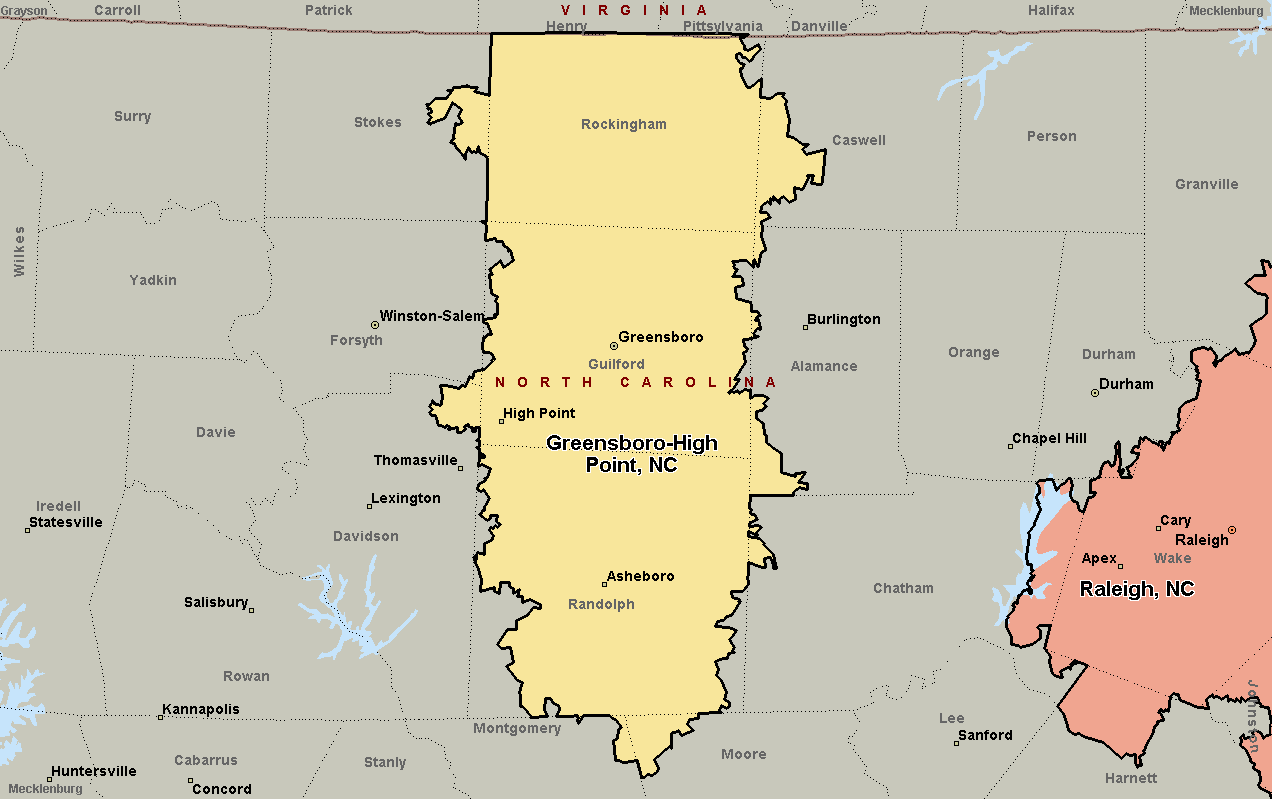 VIRGINIA
Grayson
Carroll
Patrick
Henry
Pittsylvania
Danville
Halifax
Mecklenburg
Surry
Stokes
Rockingham
Caswell
Person
Granville
Wilkes
Yadkin
Winston-Salem
Forsyth
Greensboro
Guilford
Burlington
Alamance
Orange
Durham
Durham
NORTH CAROLINA
High Point
Greensboro-High
Point, NC
Chapel Hill
Davie
Thomasville
Lexington
Iredell
Statesville
Davidson
Cary
Raleigh
Apex
Wake
Raleigh, NC
Asheboro
Randolph
Chatham
Salisbury
Rowan
Kannapolis
Montgomery
Moore
Lee
Sanford
Johnston
Harnett
Cabarrus
Stanly
Huntersville
Mecklenburg
Concord